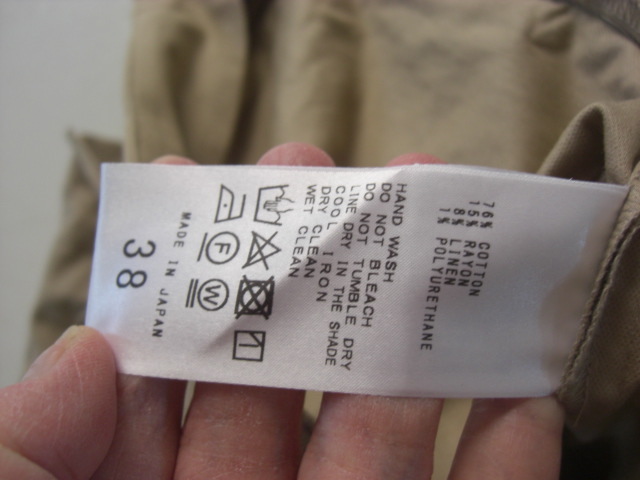 76% COTTON
15% RAYON
8% LINEN
1% POLYURETHANE
HAND WASH
DO NOT BLEACH
DO NOT TUMBLE DRY
LINE DRY IN THE SHADE
COOL IRON
DRY CLEAN
WET CLEAN
F
W
MADE IN JAPAN
38